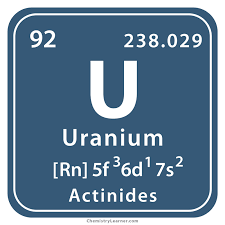 92 238.029
U
Uranium
[Rn] 5f³6d¹7s²
Actinides
ChemistryLearner.com